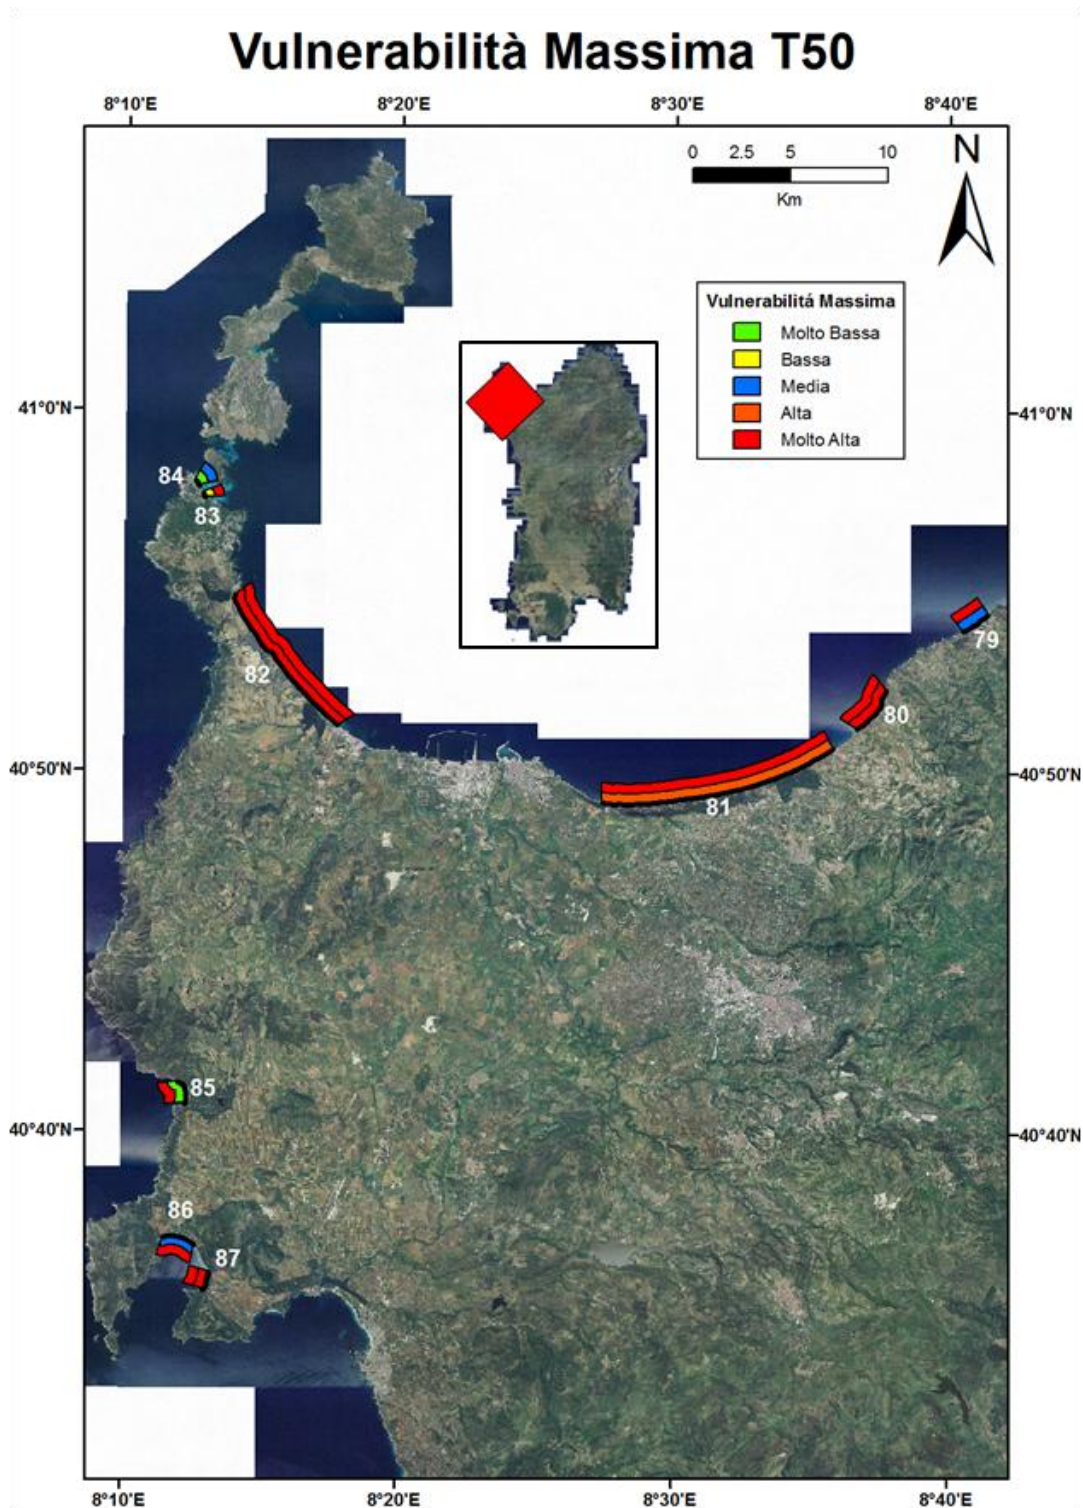 Vulnerabilità Massima T50
8°10'E 8°20'E 8°30'E 8°40'E
0 2.5 5 10
Km
N
Vulnerabilitá Massima
Molto Bassa
Bassa
Media
Alta
Molto Alta
41°0'N 41°0'N
84
83
79
82
80
40°50'N 40°50'N
81
85
40°40'N 40°40'N
86
87
8°10'E 8°20'E 8°30'E 8°40'E